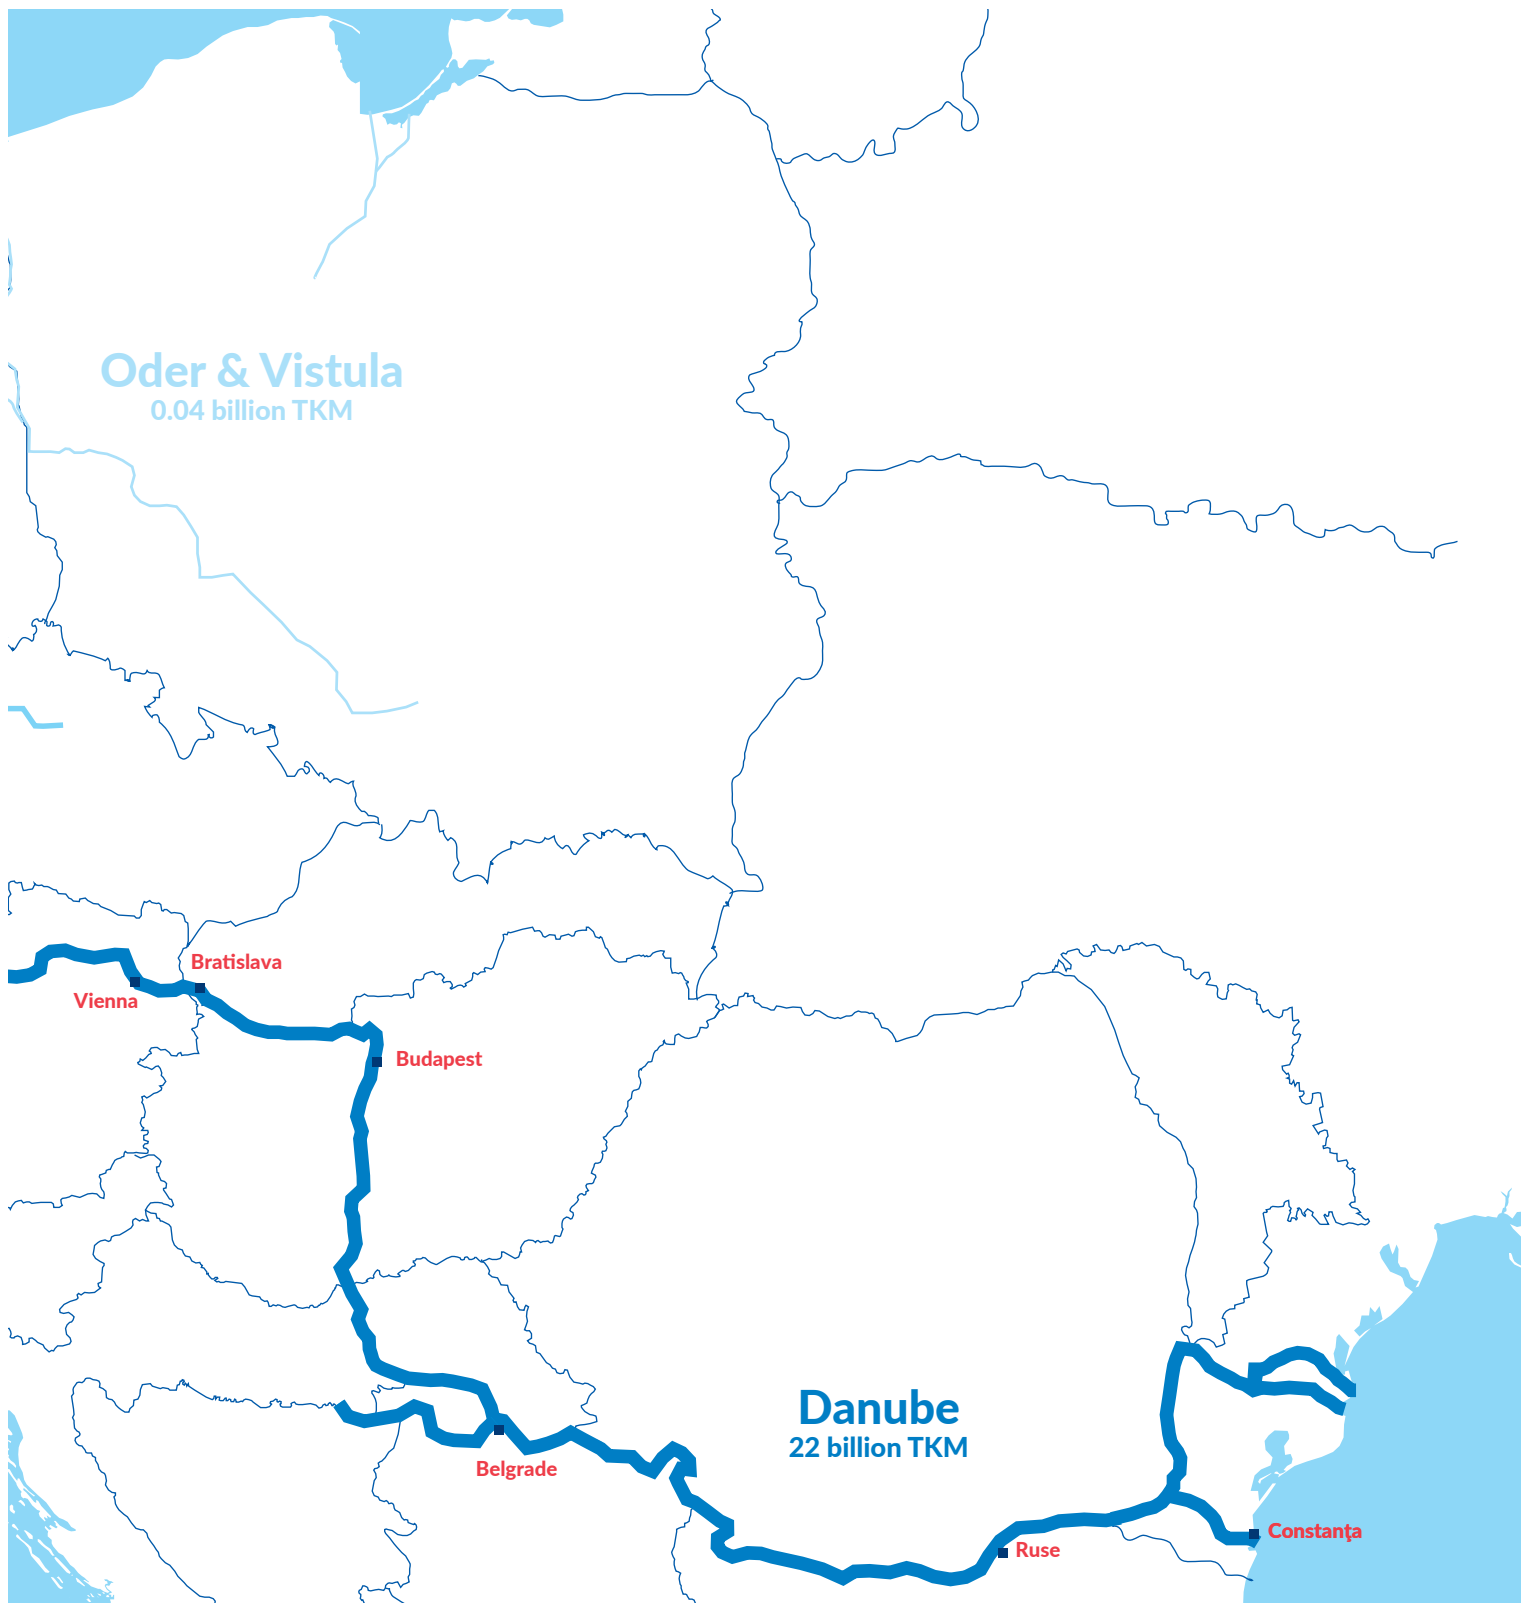 Oder & Vistula
0.04 billion TKM
Bratislava
Vienna
Budapest
Danube
22 billion TKM
Belgrade
Constanţa
Ruse